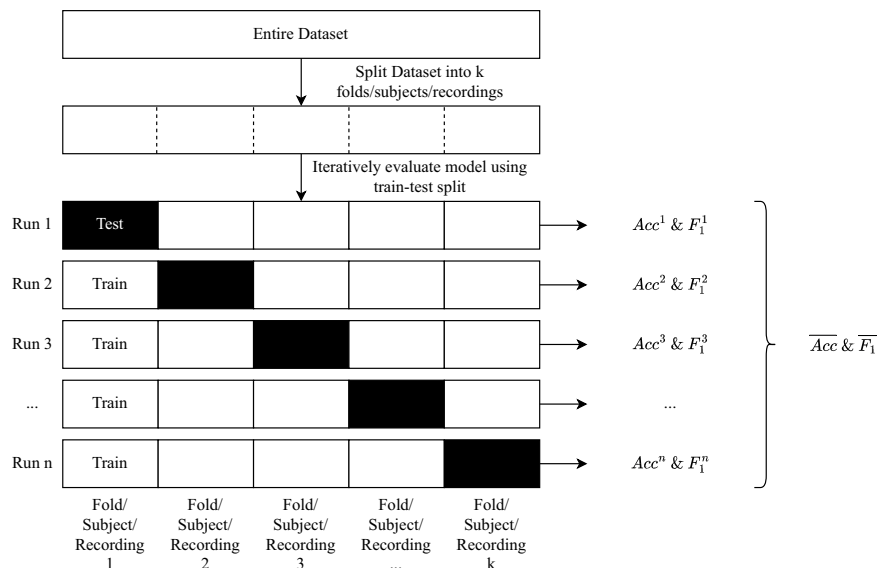 Entire Dataset
Split Dataset into k
folds/subjects/recordings
Iteratively evaluate model using
train-test split
Run 1 Test Acc¹ & F₁¹
Run 2 Train Acc² & F₁²
Run 3 Train Acc³ & F₁³
... Train ...
Run n Train Accⁿ & F₁ⁿ
A̅c̅c̅ & F̅₁̅
Fold/ Fold/ Fold/ Fold/ Fold/
Subject/ Subject/ Subject/ Subject/ Subject/
Recording Recording Recording Recording Recording
1 2 3 ... k